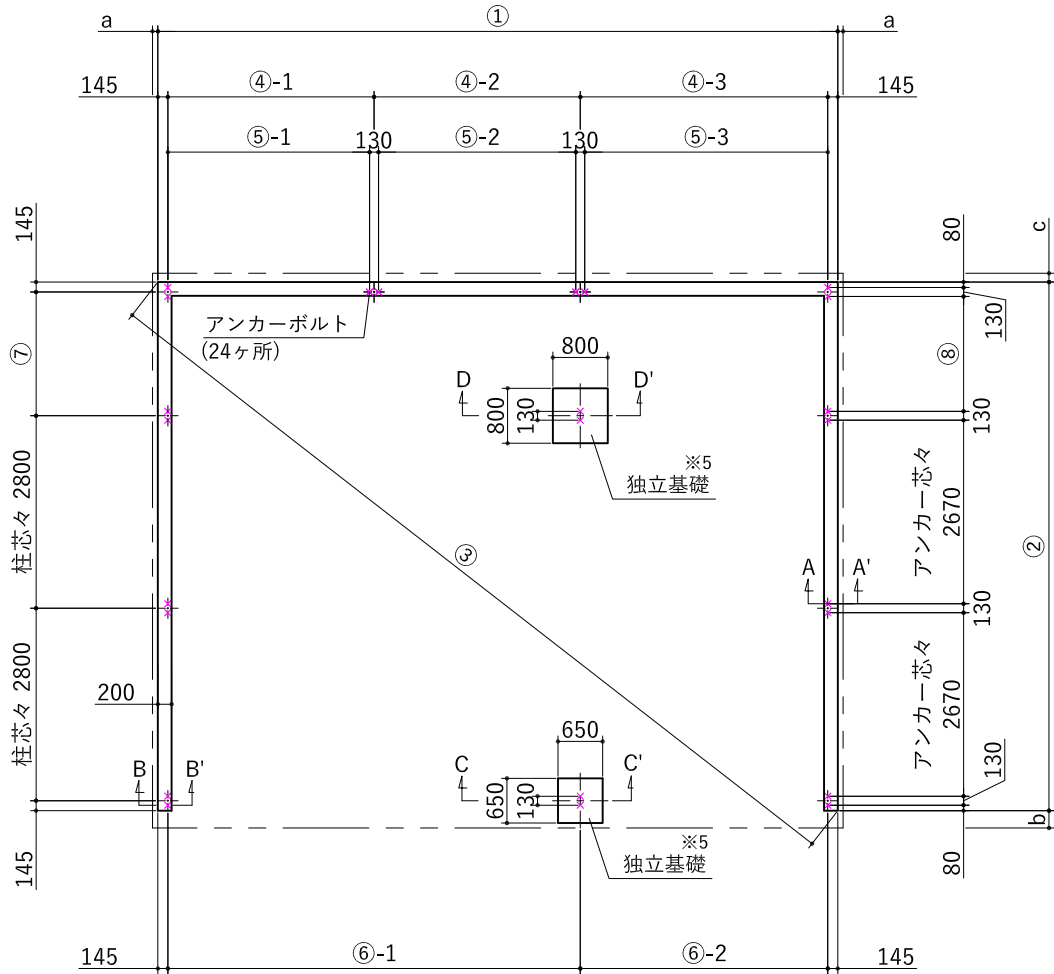 a
①
a
145
④-1
④-2
④-3
145
⑤-1
130
⑤-2
130
⑤-3
145
80
c
アンカーボルト
(24ヶ所)
130
⑦
⑧
800
D
D'
800
130
130
※5
独立基礎
柱芯々 2800
アンカー芯々
2670
③
②
A
A'
130
柱芯々 2800
アンカー芯々
2670
200
650
130
B
B'
C
C'
650
130
b
※5
独立基礎
145
80
145
⑥-1
⑥-2
145